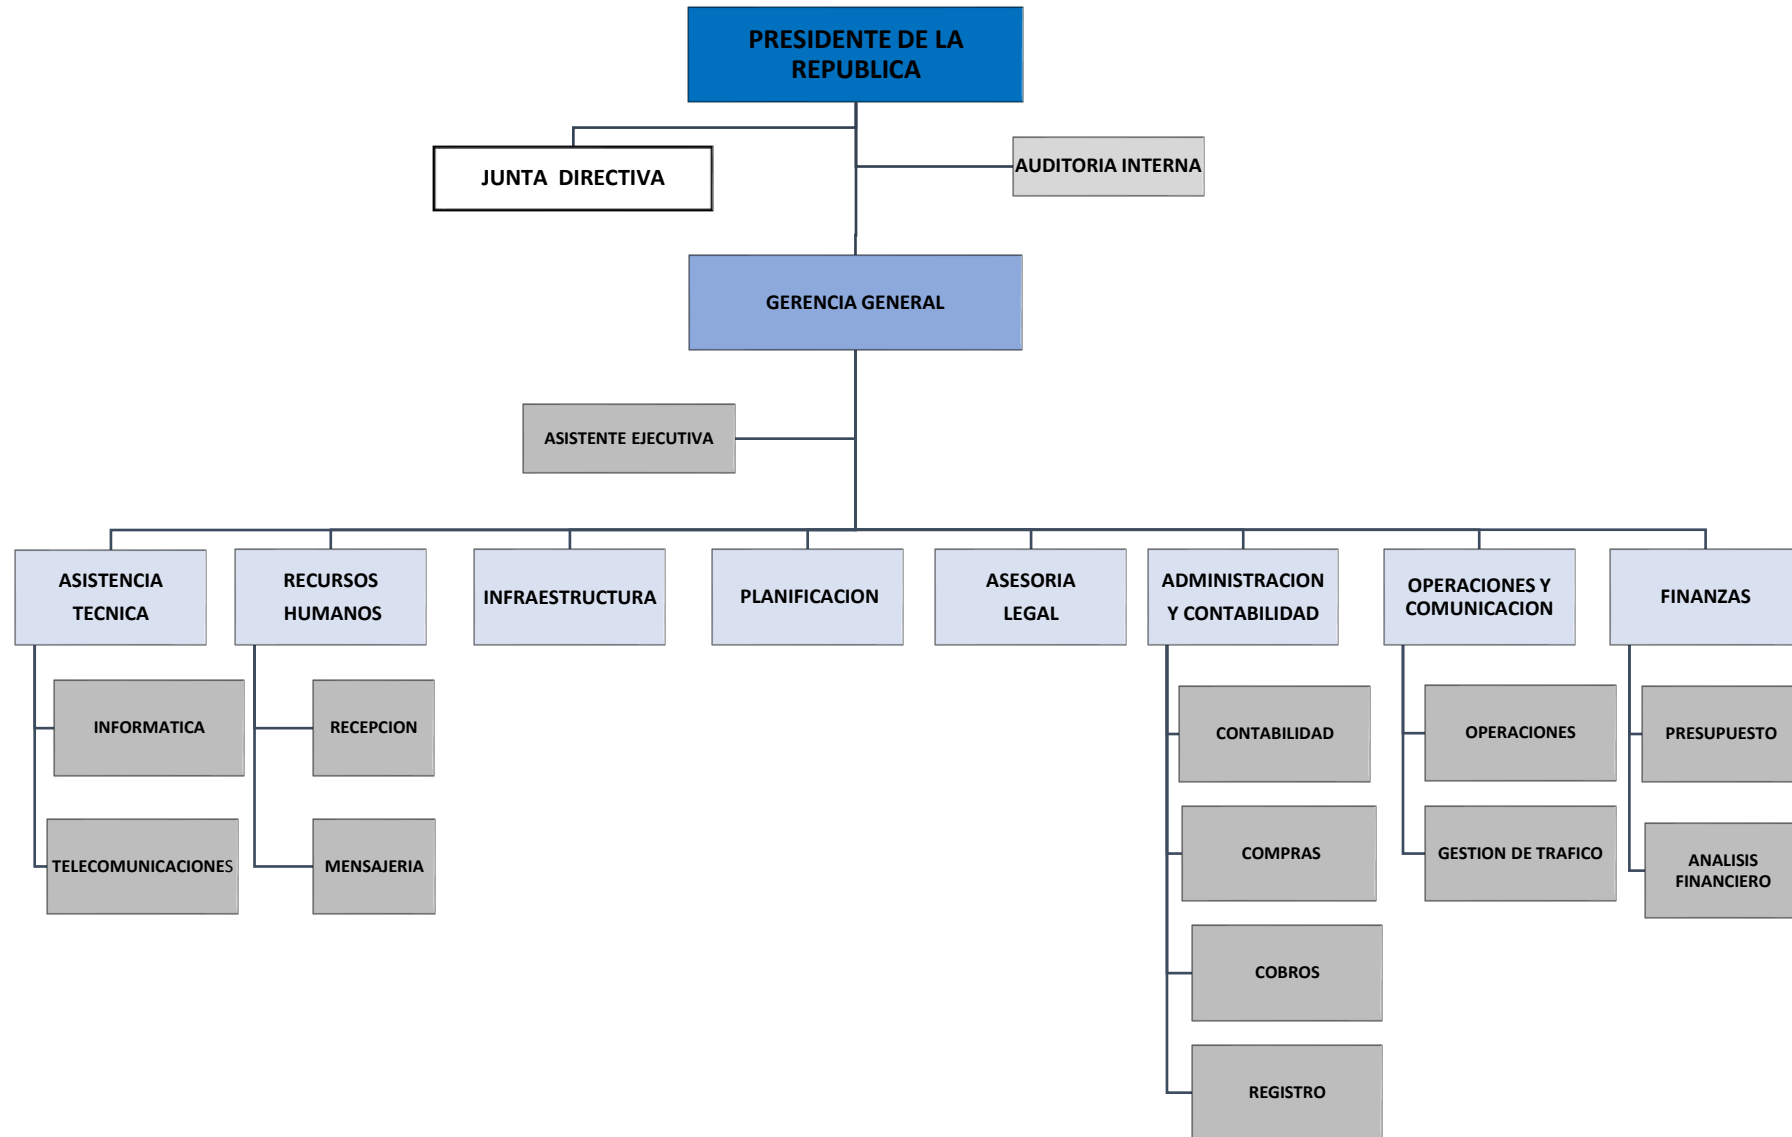 PRESIDENTE DE LA
REPUBLICA
JUNTA DIRECTIVA
AUDITORIA INTERNA
GERENCIA GENERAL
ASISTENTE EJECUTIVA
ASISTENCIA
TECNICA
RECURSOS
HUMANOS
INFRAESTRUCTURA
PLANIFICACION
ASESORIA
LEGAL
ADMINISTRACION
Y CONTABILIDAD
OPERACIONES Y
COMUNICACION
FINANZAS
INFORMATICA
RECEPCION
CONTABILIDAD
OPERACIONES
PRESUPUESTO
TELECOMUNICACIONES
MENSAJERIA
COMPRAS
GESTION DE TRAFICO
ANALISIS
FINANCIERO
COBROS
REGISTRO